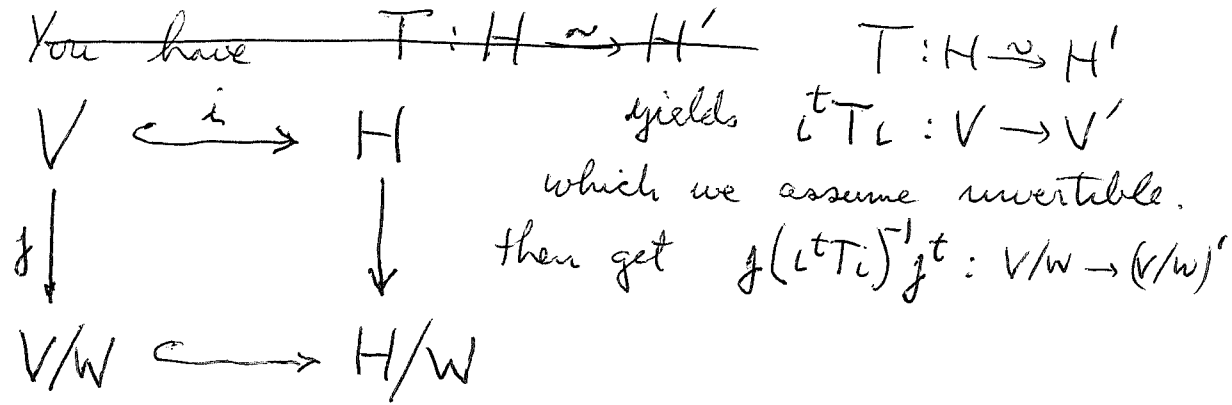 You have T : H ⥲ H'
T : H ⥲ H'
V ↪ H
i
yields i^t T i : V → V'
which we assume invertible.
j
then get j(i^t T i)^{-1} j^t : V/W → (V/W)'
V/W ↪ H/W